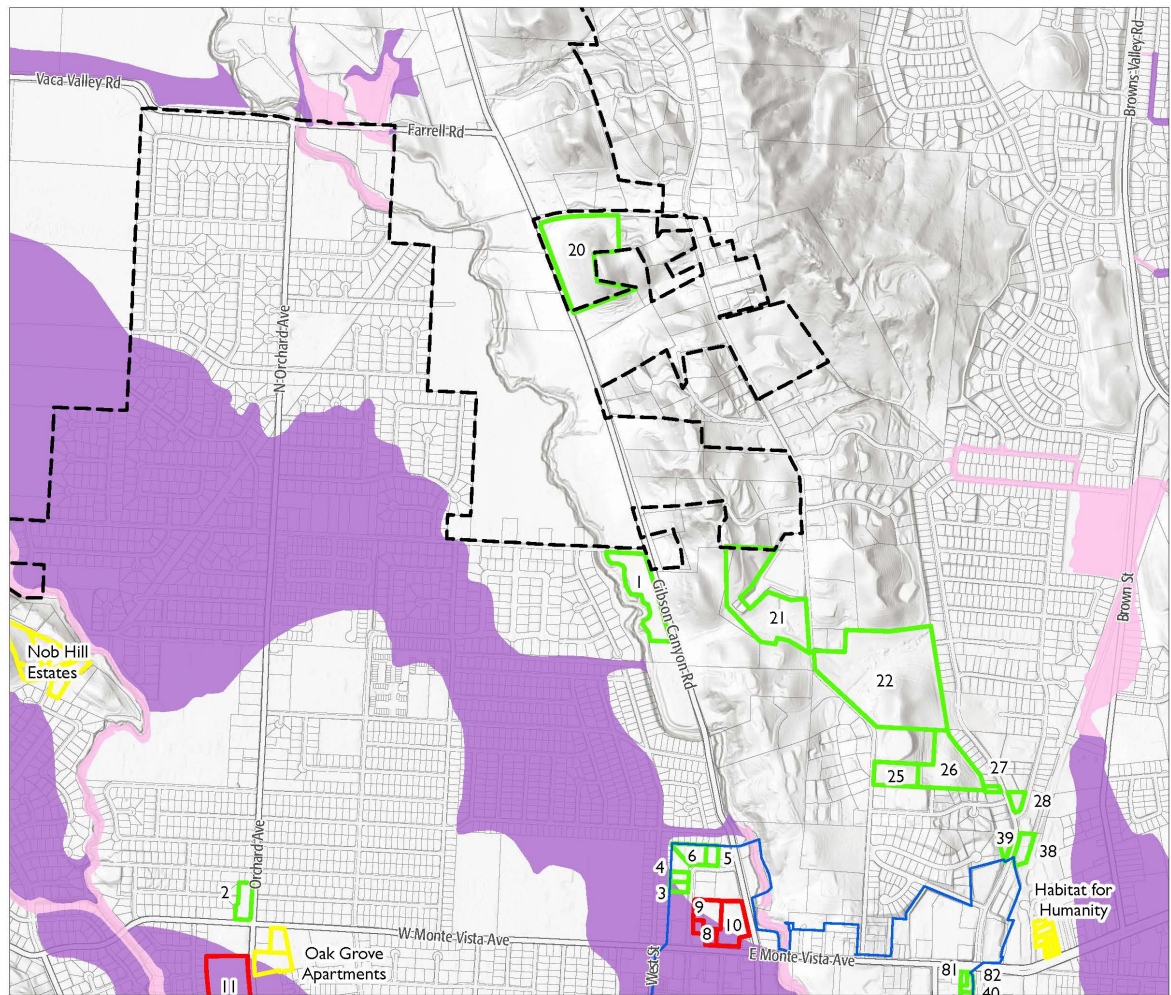 Vaca Valley Rd
Farrell Rd
Browns Valley Rd
20
N Orchard Ave
1
Gibson Canyon Rd
21
Brown St
Nob Hill
Estates
22
25
26
27
28
39
38
Orchard Ave
2
4
6
5
3
9
8
10
Habitat for
Humanity
W Monte Vista Ave
Oak Grove
Apartments
West St
E Monte Vista Ave
11
81
82
40